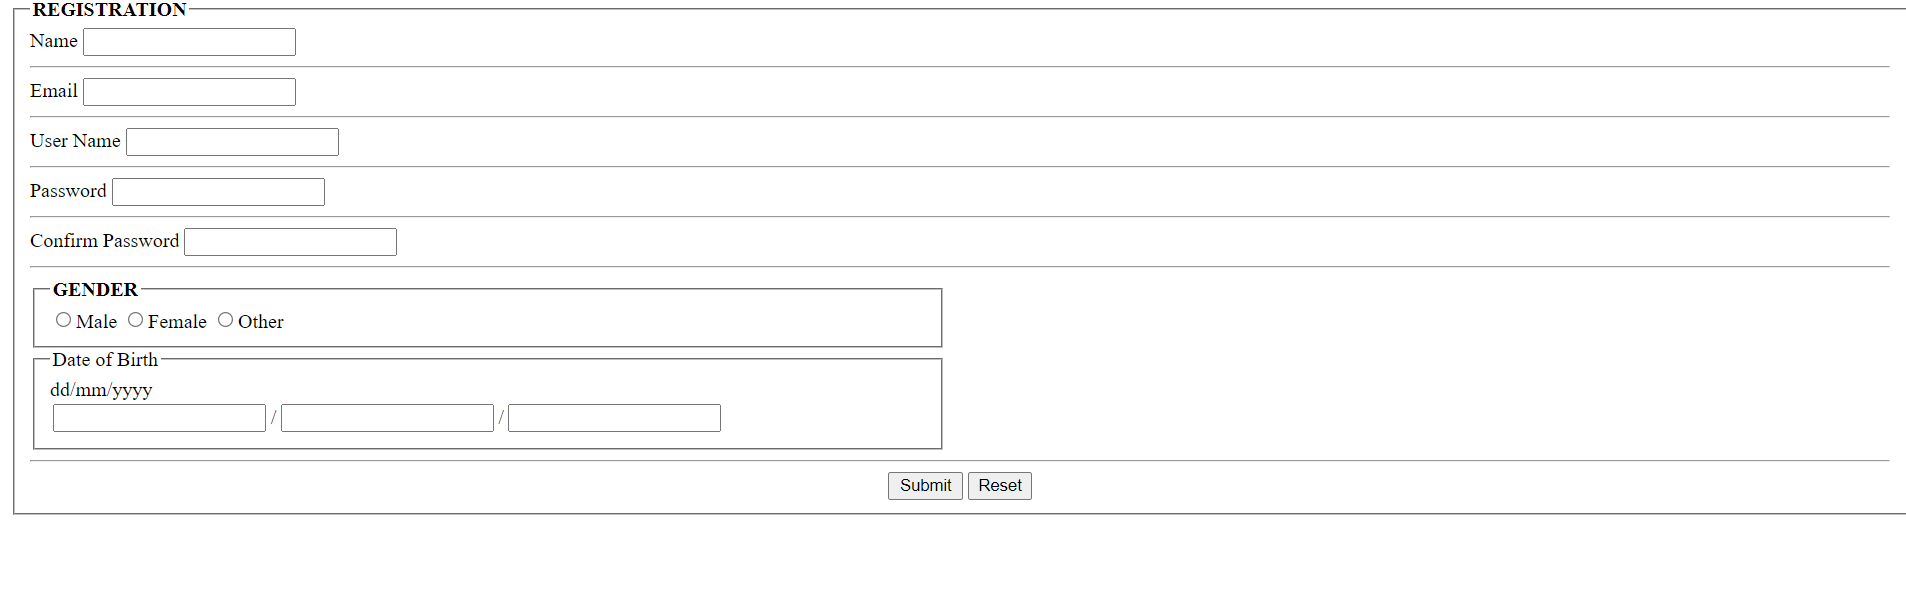 REGISTRATION
Name
Email
User Name
Password
Confirm Password
GENDER
Male Female Other
Date of Birth
dd/mm/yyyy
/ /
Submit Reset